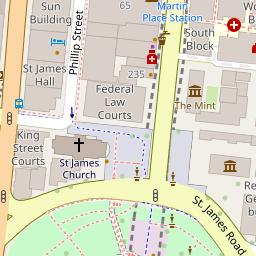 Sun
Building
Phillip Street
Martin
Place Station
South
Block
St James
Hall
235
Federal
Law
Courts
The Mint
King
Street
Courts
St James
Church
St. James Road